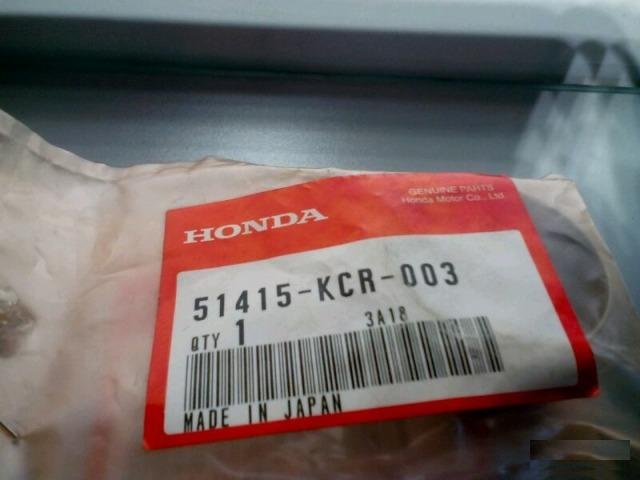 GENUINE PARTS
Honda Motor Co., Ltd
HONDA
51415-KCR-003
QTY 1 3A18
MADE IN JAPAN